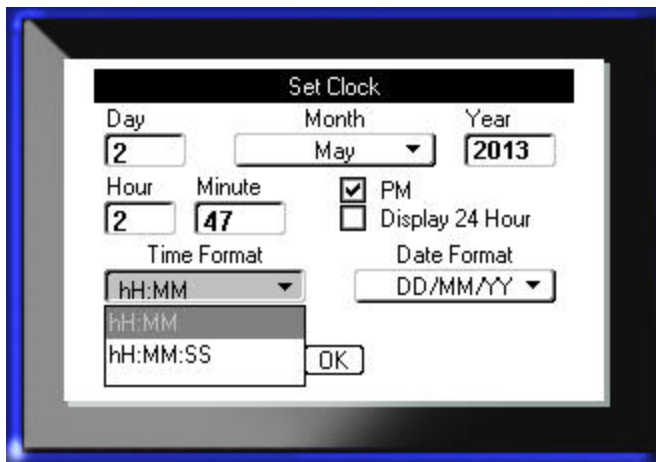 Set Clock
Day Month Year
2 May 2013
Hour Minute PM
2 47 Display 24 Hour
Time Format Date Format
hH:MM DD/MM/YY
hH:MM
hH:MM:SS
OK